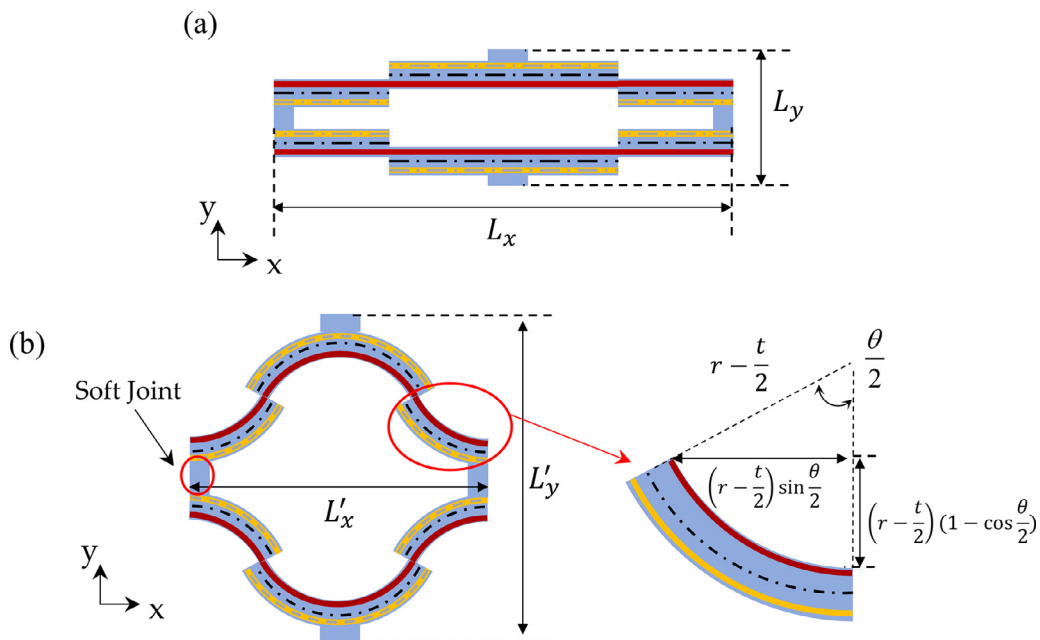 (a)
L_y
y
x
L_x
(b)
Soft Joint
L'_x
L'_y
y
x
r − t/2
θ/2
(r − t/2) sin θ/2
(r − t/2) (1 − cos θ/2)